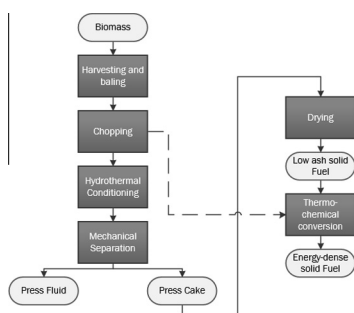 Biomass
Harvesting and
baling
Chopping
Hydrothermal
Conditioning
Mechanical
Separation
Press Fluid
Press Cake
Drying
Low ash solid
Fuel
Thermo-
chemical
conversion
Energy-dense
solid Fuel